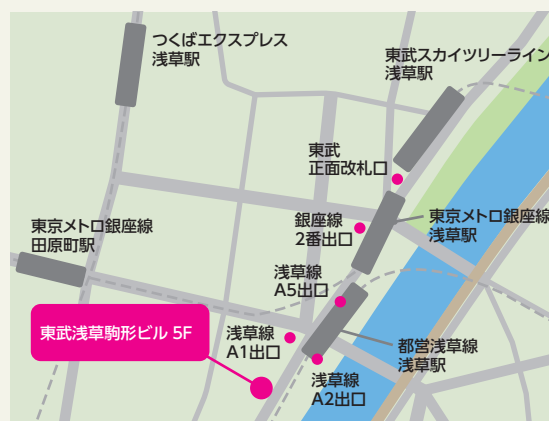 つくばエクスプレス
浅草駅
東武スカイツリーライン
浅草駅
東武
正面改札口
東京メトロ銀座線
田原町駅
銀座線
2番出口
東京メトロ銀座線
浅草駅
浅草線
A5出口
東武浅草駒形ビル 5F
浅草線
A1出口
都営浅草線
浅草駅
浅草線
A2出口